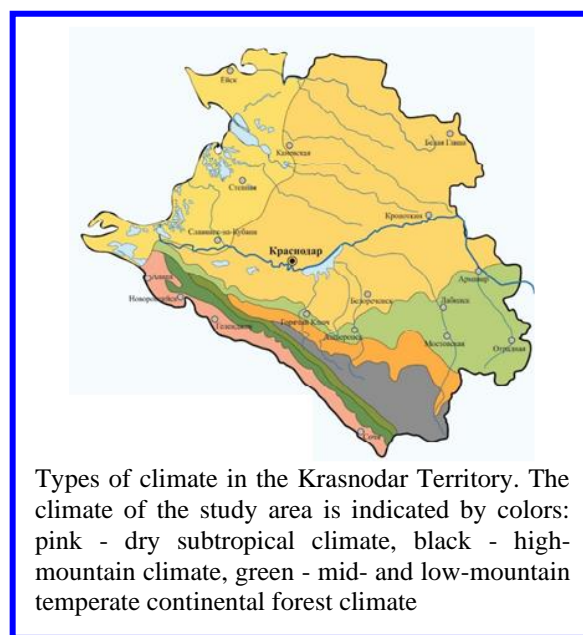 Ейск
Каневская
Белая Глина
Славянск-на-Кубани
Кропоткин
Краснодар
Армавир
Анапа
Новороссийск
Белореченск
Лабинск
Геленджик
Горячий Ключ
Апшеронск
Мостовская
Отрадная
Сочи
Types of climate in the Krasnodar Territory. The
climate of the study area is indicated by colors:
pink - dry subtropical climate, black - high-
mountain climate, green - mid- and low-mountain
temperate continental forest climate